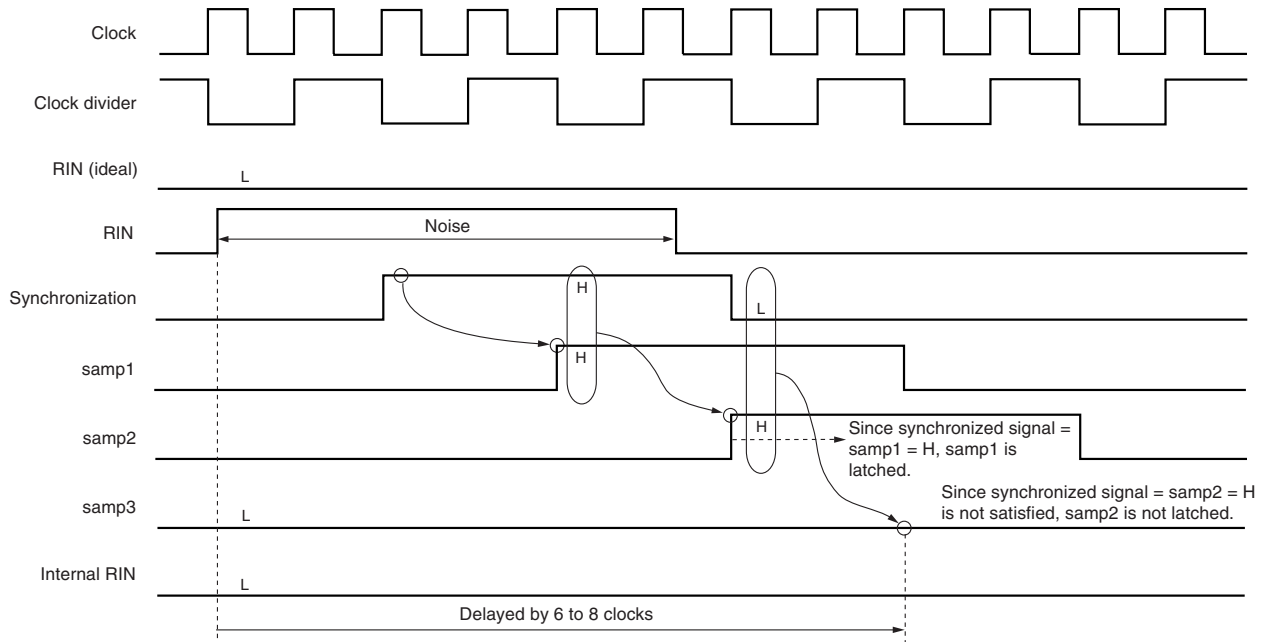 Clock
Clock divider
RIN (ideal)
L
RIN
Noise
Synchronization
H
L
samp1
H
samp2
H
Since synchronized signal =
samp1 = H, samp1 is
latched.
samp3
L
Since synchronized signal = samp2 = H
is not satisfied, samp2 is not latched.
Internal RIN
L
Delayed by 6 to 8 clocks